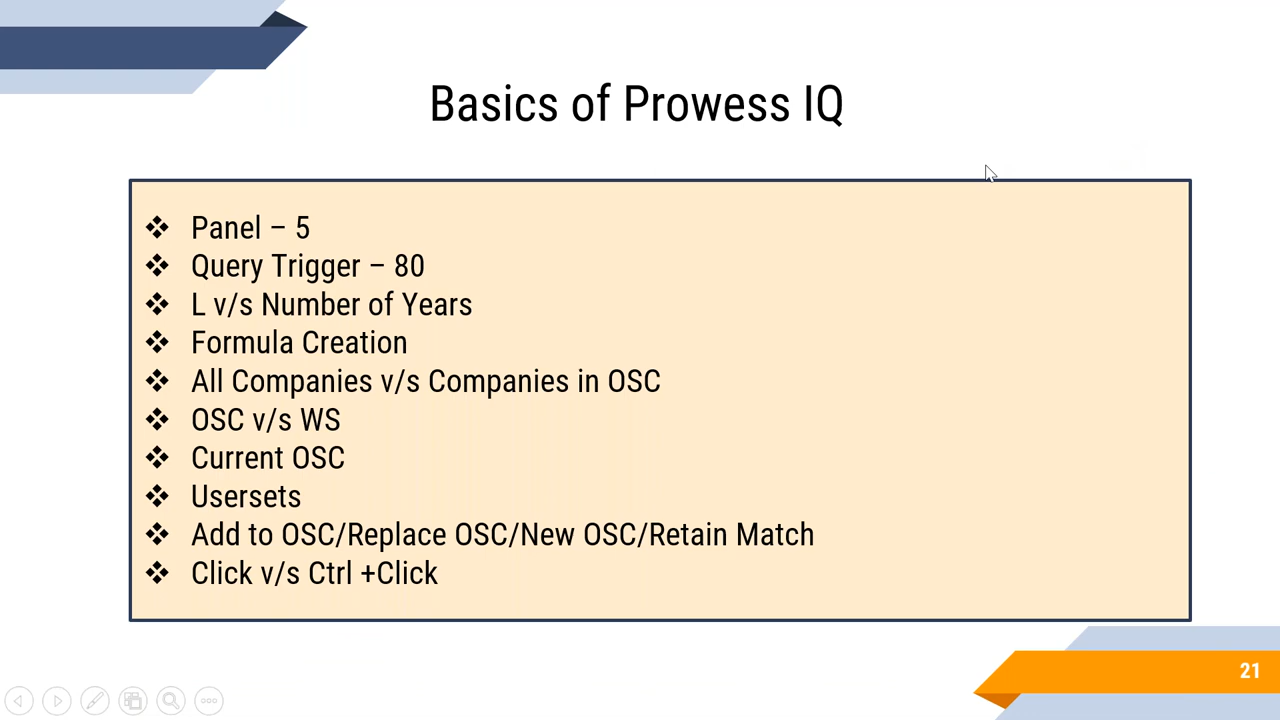 Basics of Prowess IQ
❖ Panel – 5
❖ Query Trigger – 80
❖ L v/s Number of Years
❖ Formula Creation
❖ All Companies v/s Companies in OSC
❖ OSC v/s WS
❖ Current OSC
❖ Usersets
❖ Add to OSC/Replace OSC/New OSC/Retain Match
❖ Click v/s Ctrl +Click
21